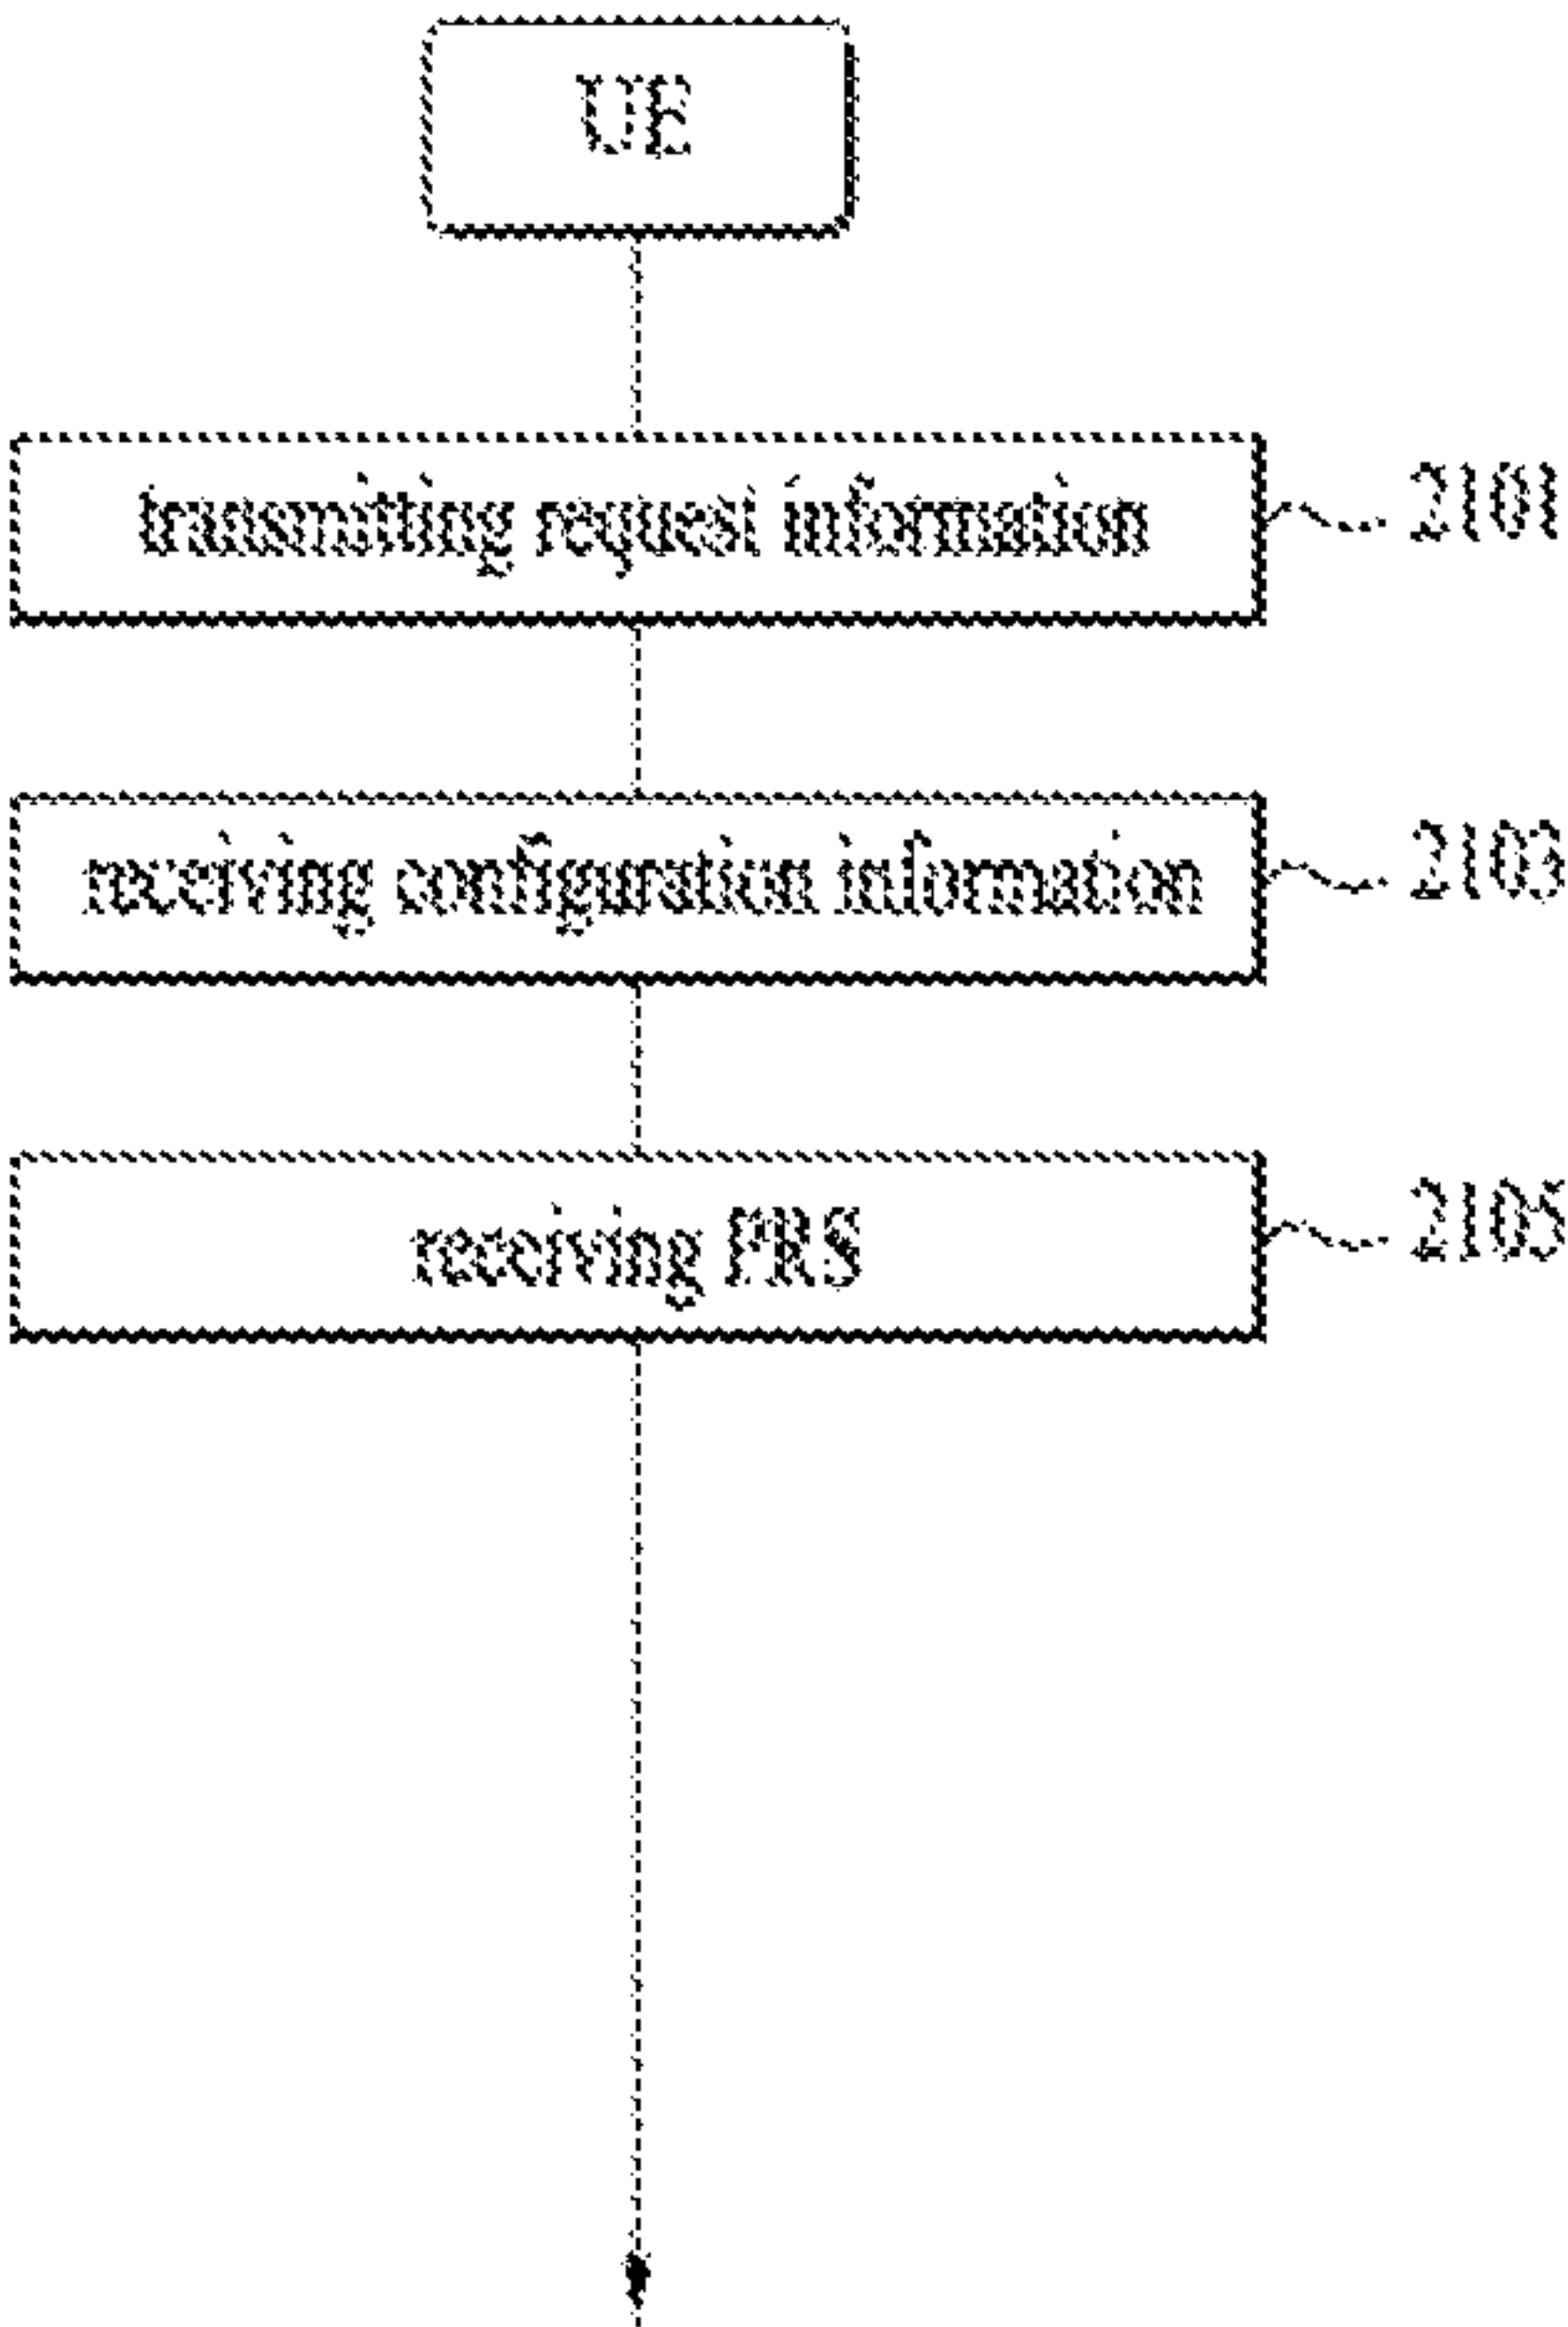 UE
transmitting request information
2101
receiving configuration information
2103
receiving PRS
2105